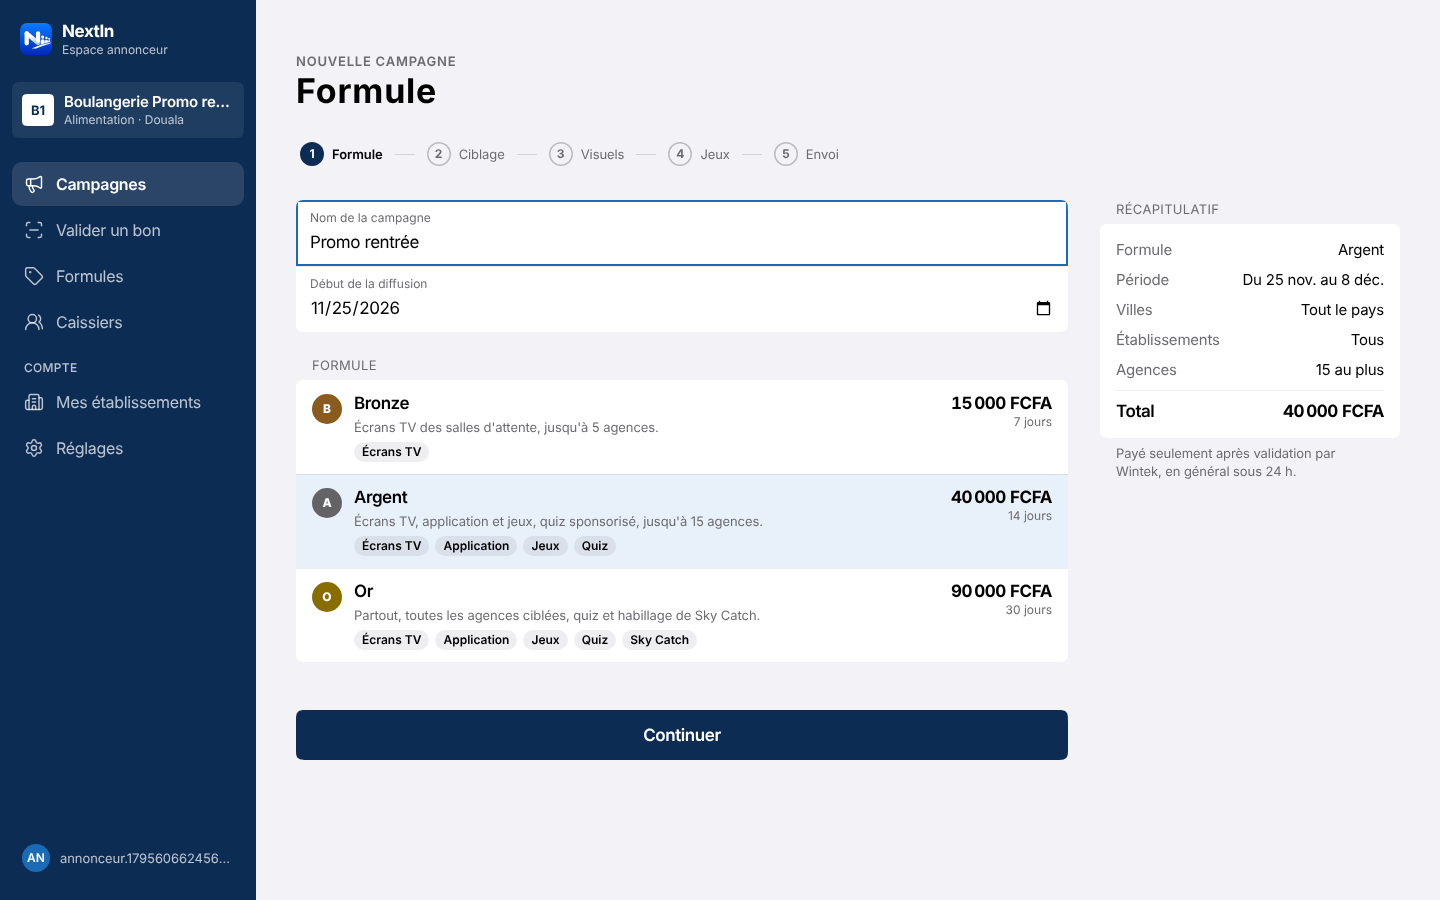 NextIn
Espace annonceur
B1
Boulangerie Promo re...
Alimentation · Douala
Campagnes
Valider un bon
Formules
Caissiers
COMPTE
Mes établissements
Réglages
AN
annonceur.179560662456...
NOUVELLE CAMPAGNE
Formule
1 Formule
2 Ciblage
3 Visuels
4 Jeux
5 Envoi
Nom de la campagne
Promo rentrée
Début de la diffusion
11/25/2026
FORMULE
B
Bronze
15 000 FCFA
Écrans TV des salles d'attente, jusqu'à 5 agences.
7 jours
Écrans TV
A
Argent
40 000 FCFA
Écrans TV, application et jeux, quiz sponsorisé, jusqu'à 15 agences.
14 jours
Écrans TV Application Jeux Quiz
O
Or
90 000 FCFA
Partout, toutes les agences ciblées, quiz et habillage de Sky Catch.
30 jours
Écrans TV Application Jeux Quiz Sky Catch
Continuer
RÉCAPITULATIF
Formule Argent
Période Du 25 nov. au 8 déc.
Villes Tout le pays
Établissements Tous
Agences 15 au plus
Total 40 000 FCFA
Payé seulement après validation par
Wintek, en général sous 24 h.